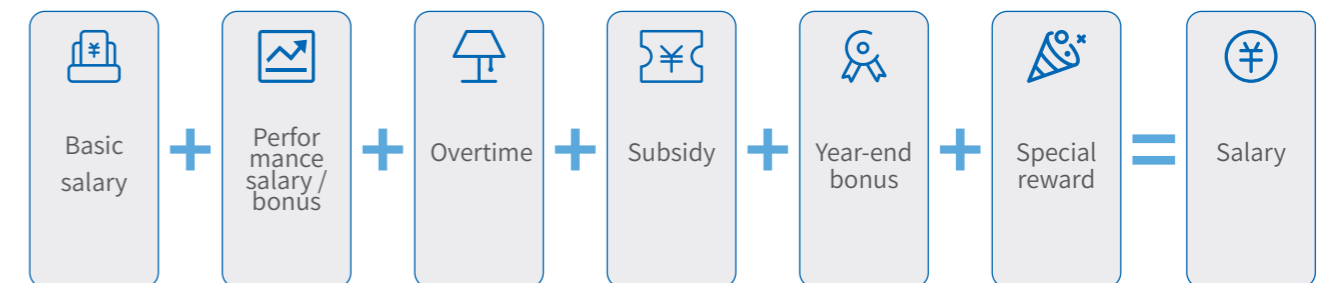 Basic
salary
+
Perfor
mance
salary /
bonus
+
Overtime
+
Subsidy
+
Year-end
bonus
+
Special
reward
=
Salary